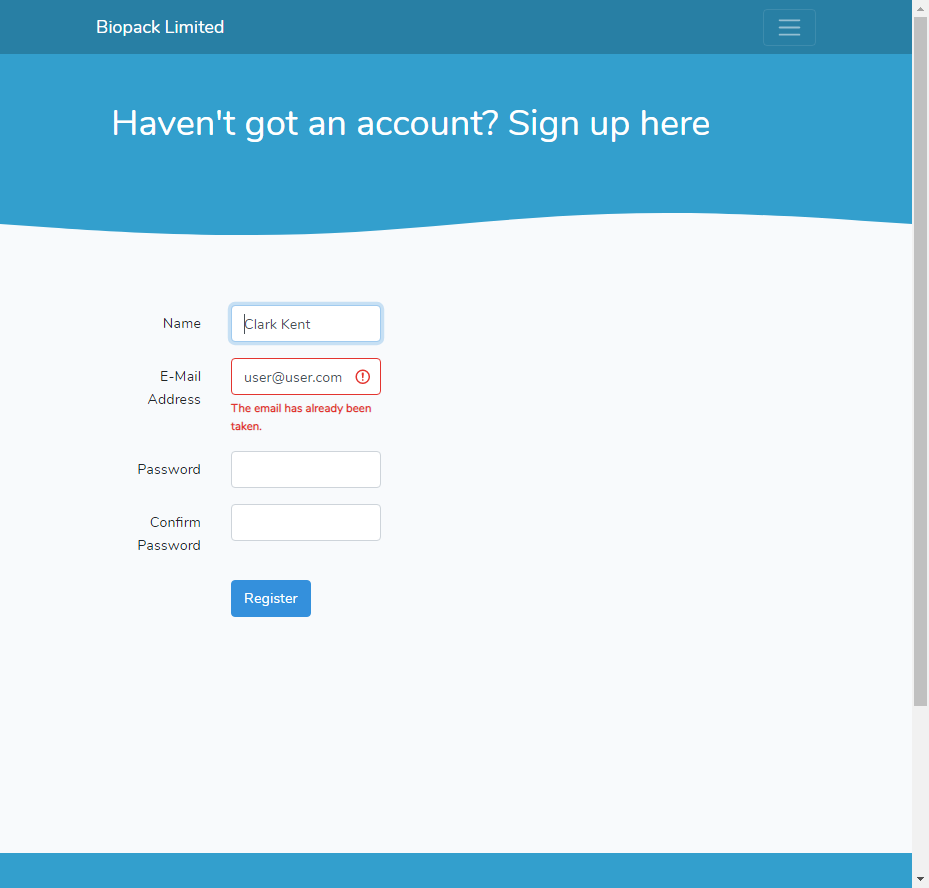 Biopack Limited
Haven't got an account? Sign up here
Name
Clark Kent
E-Mail
Address
user@user.com
The email has already been
taken.
Password
Confirm
Password
Register